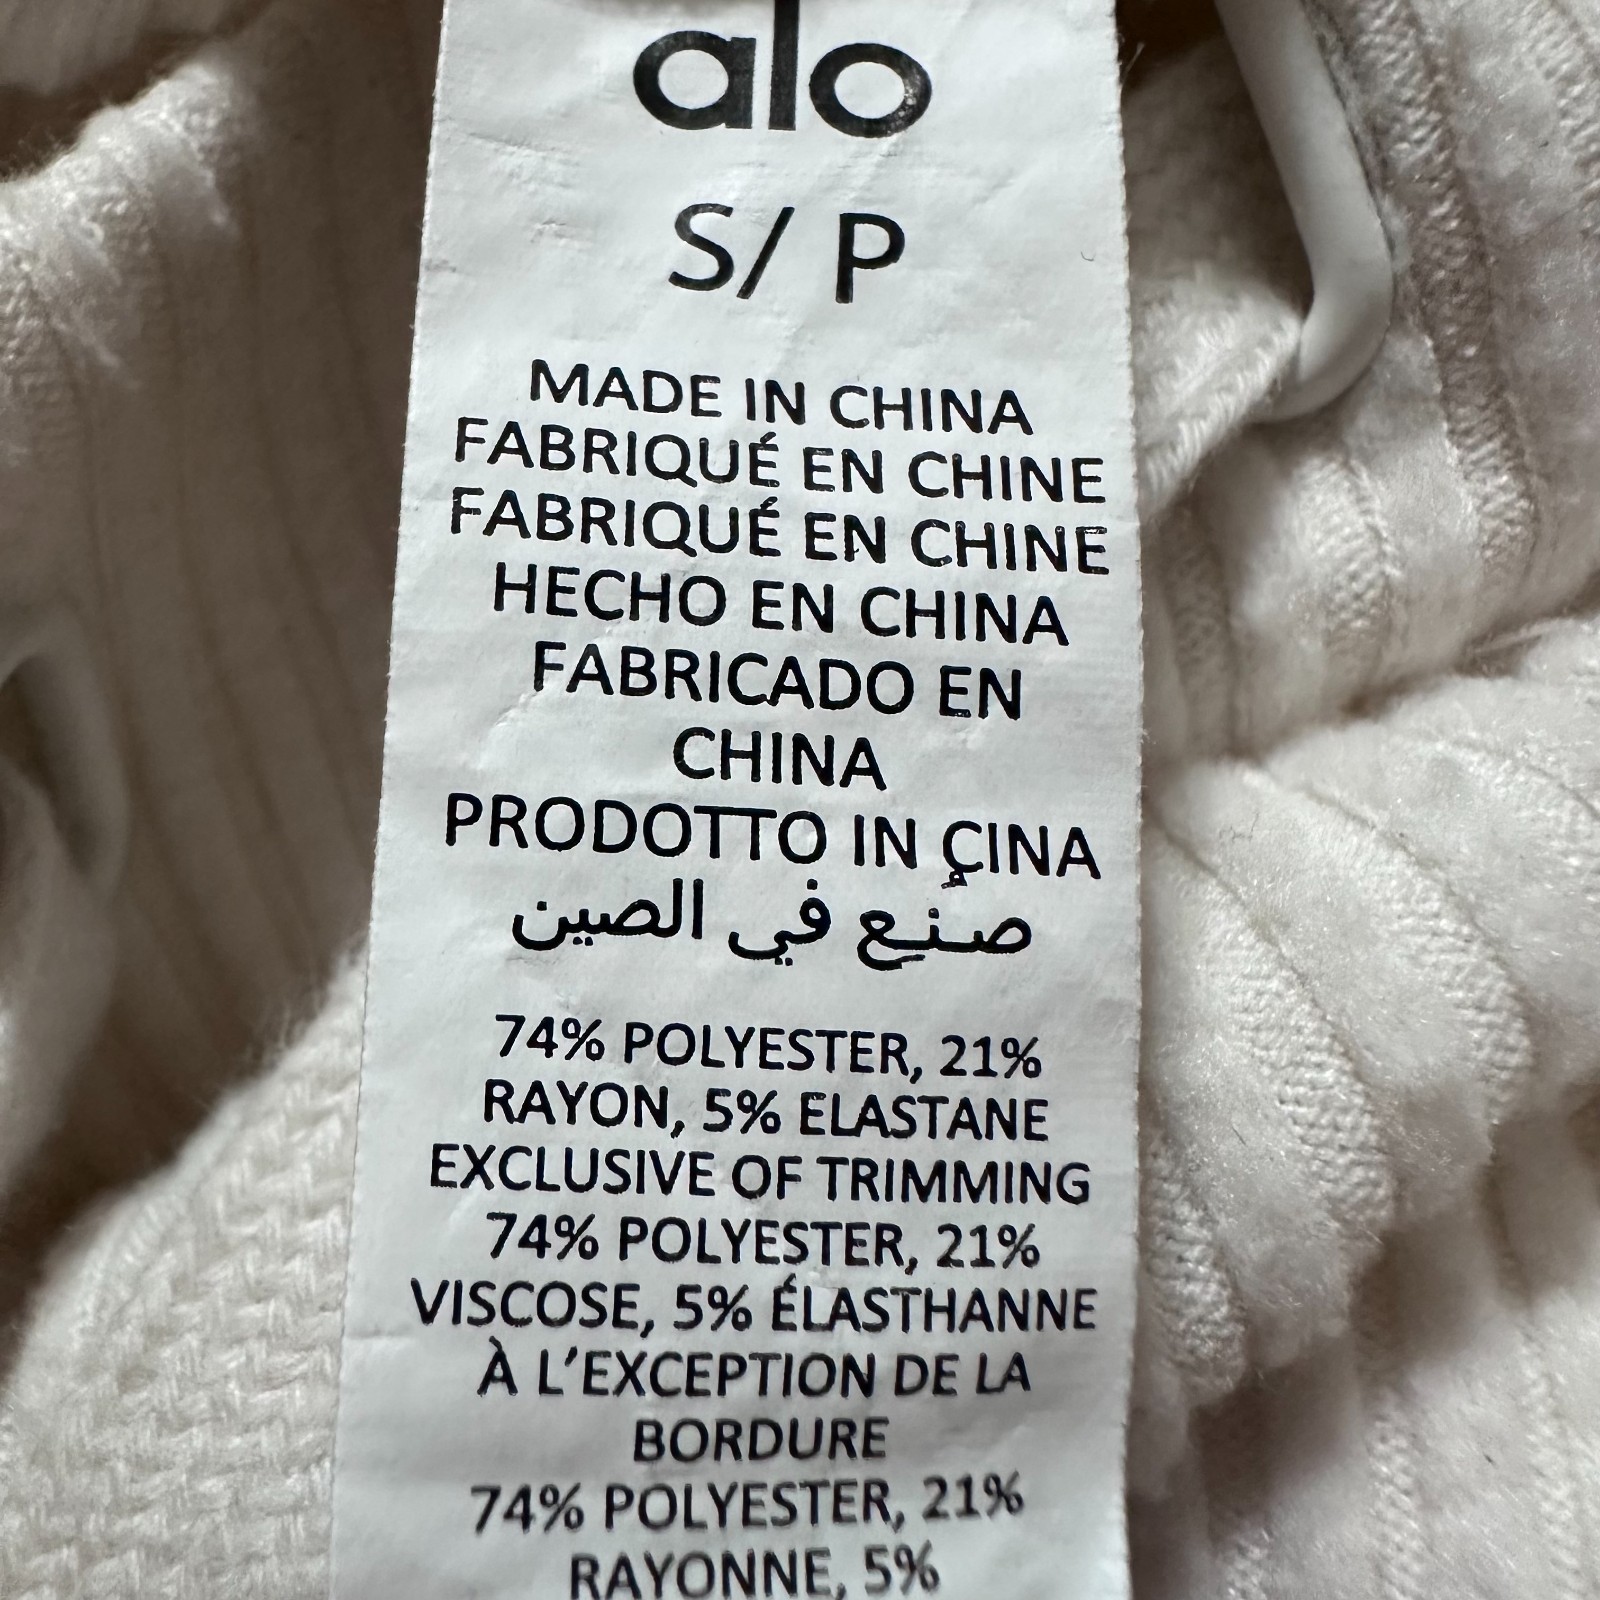 alo
S/ P
MADE IN CHINA
FABRIQUÉ EN CHINE
FABRIQUÉ EN CHINE
HECHO EN CHINA
FABRICADO EN
CHINA
PRODOTTO IN CINA
صنع في الصين
74% POLYESTER, 21%
RAYON, 5% ELASTANE
EXCLUSIVE OF TRIMMING
74% POLYESTER, 21%
VISCOSE, 5% ÉLASTHANNE
À L’EXCEPTION DE LA
BORDURE
74% POLYESTER, 21%
RAYONNE, 5%